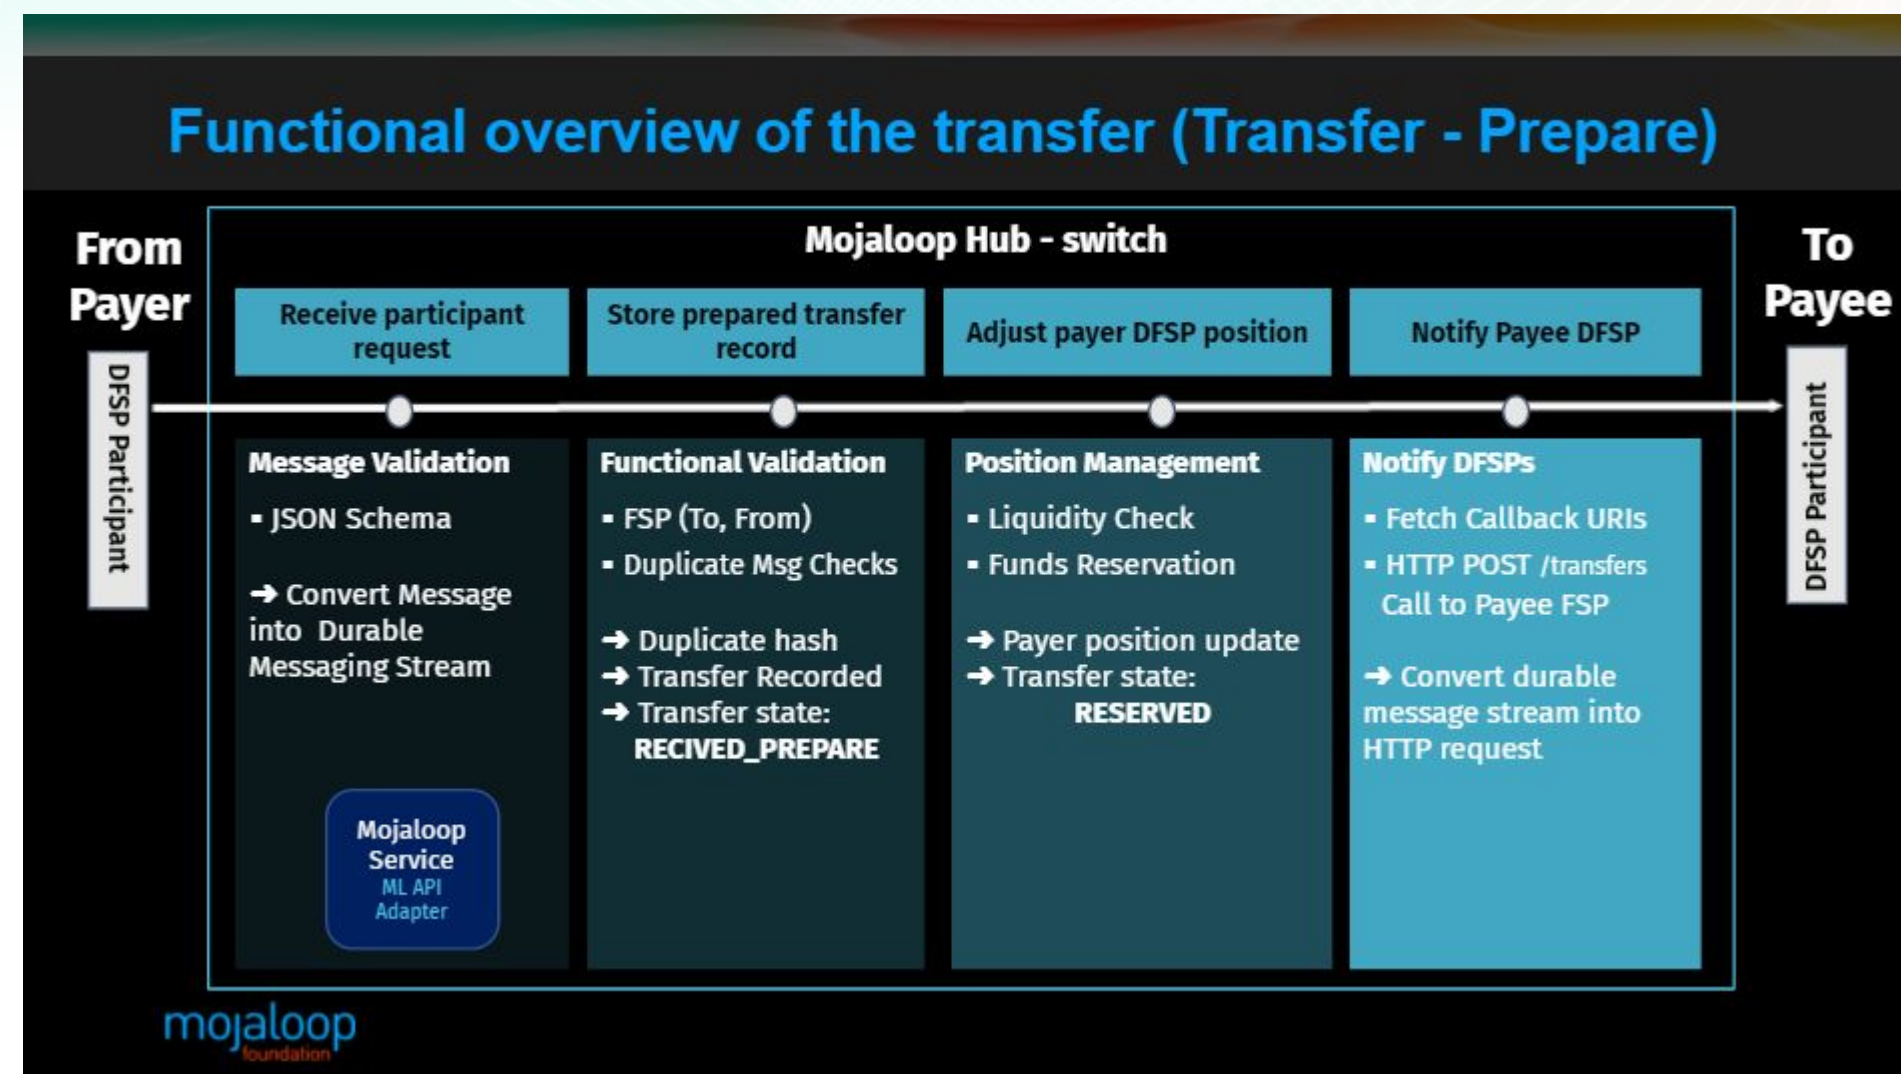 Functional overview of the transfer (Transfer - Prepare)
From
Payer
DFSP Participant
Mojaloop Hub - switch
Receive participant
request
Store prepared transfer
record
Adjust payer DFSP position
Notify Payee DFSP
To
Payee
DFSP Participant
Message Validation
▪ JSON Schema
➔ Convert Message
into Durable
Messaging Stream
Mojaloop
Service
ML API
Adapter
Functional Validation
▪ FSP (To, From)
▪ Duplicate Msg Checks
➔ Duplicate hash
➔ Transfer Recorded
➔ Transfer state:
RECIVED_PREPARE
Position Management
▪ Liquidity Check
▪ Funds Reservation
➔ Payer position update
➔ Transfer state:
RESERVED
Notify DFSPs
▪ Fetch Callback URIs
▪ HTTP POST /transfers
Call to Payee FSP
➔ Convert durable
message stream into
HTTP request
mojaloop
foundation